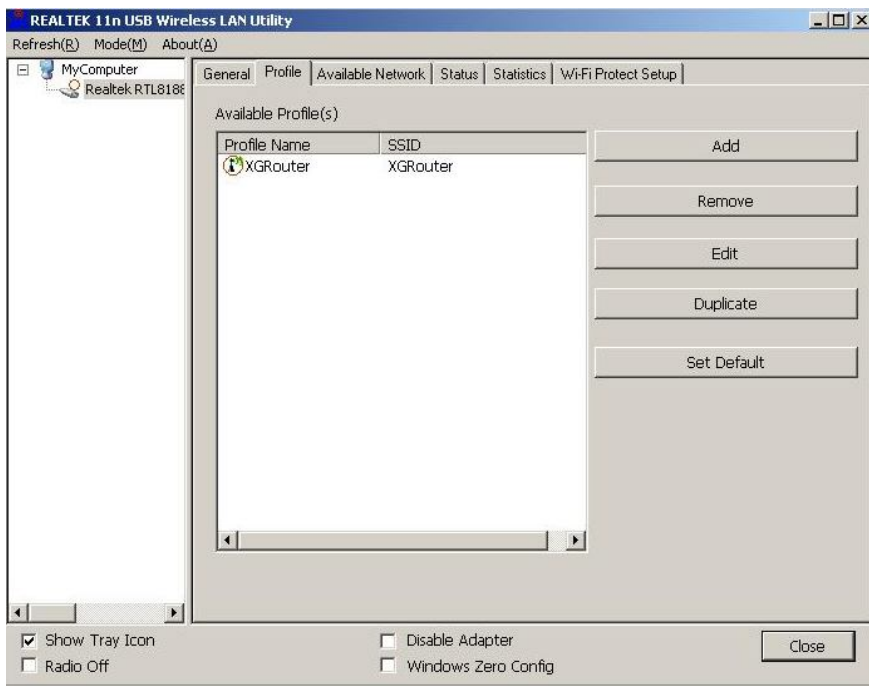 REALTEK 11n USB Wireless LAN Utility
Refresh(R) Mode(M) About(A)
MyComputer
Realtek RTL8188
General Profile Available Network Status Statistics Wi-Fi Protect Setup
Available Profile(s)
Profile Name SSID
XGRouter XGRouter
Add
Remove
Edit
Duplicate
Set Default
Show Tray Icon
Radio Off
Disable Adapter
Windows Zero Config
Close